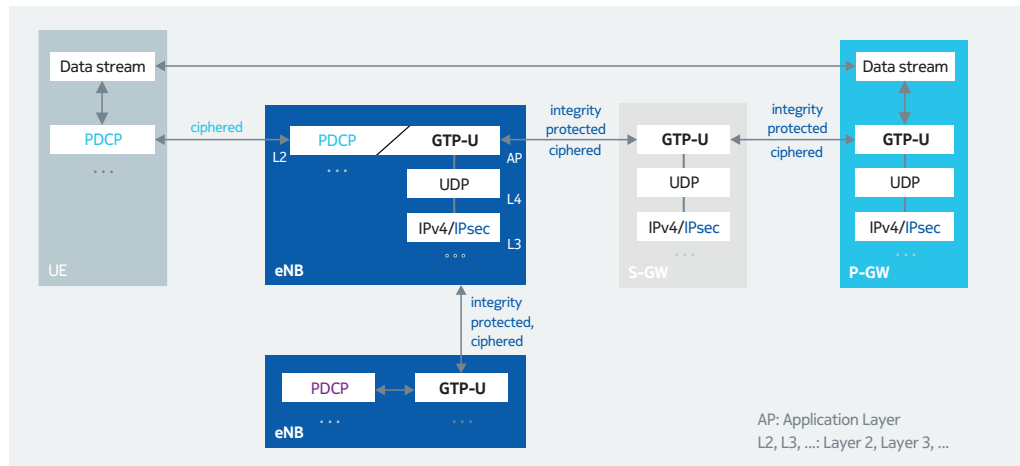 Data stream
Data stream
integrity
protected
ciphered
integrity
protected
ciphered
PDCP
ciphered
PDCP
GTP-U
GTP-U
GTP-U
...
L2
...
AP
UDP
UDP
UDP
L4
IPv4/IPsec
IPv4/IPsec
IPv4/IPsec
L3
...
...
...
UE
eNB
S-GW
P-GW
integrity
protected,
ciphered
PDCP
GTP-U
...
...
eNB
AP: Application Layer
L2, L3, ...: Layer 2, Layer 3, ...